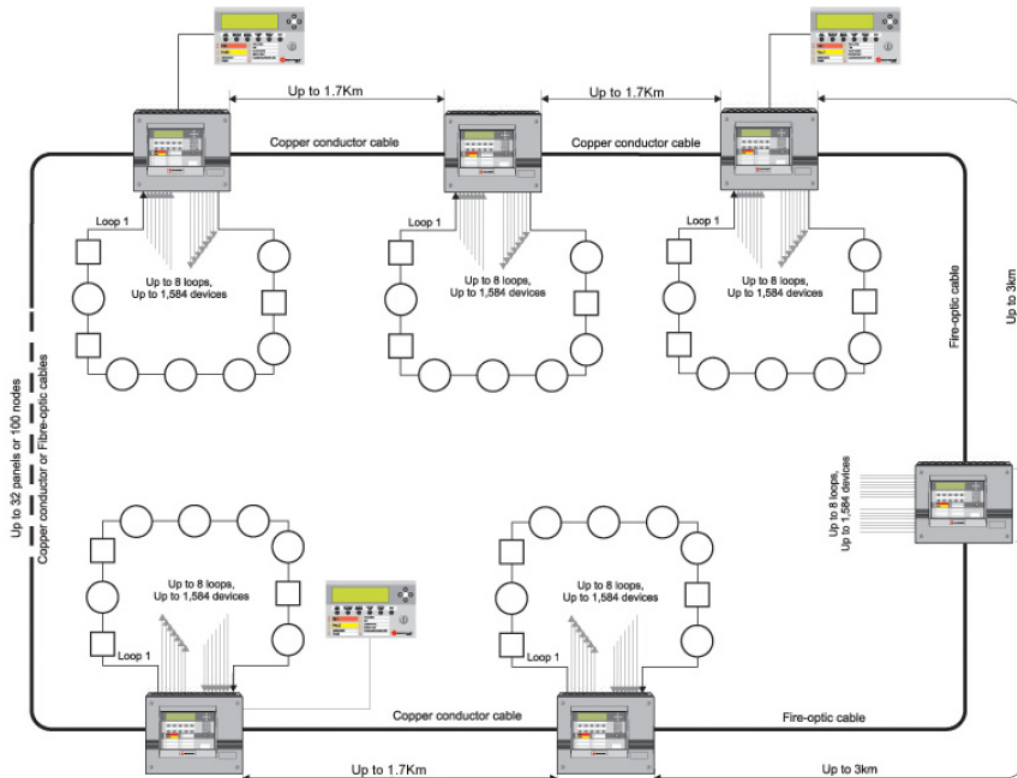 Up to 1.7Km
Up to 1.7Km
Copper conductor cable
Copper conductor cable
Loop 1
Loop 1
Loop 1
Up to 8 loops,
Up to 1,584 devices
Up to 8 loops,
Up to 1,584 devices
Up to 8 loops,
Up to 1,584 devices
Fire-optic cable
Up to 3km
Up to 32 panels or 100 nodes
Copper conductor or Fibre-optic cables
Up to 8 loops,
Up to 1,584 devices
Up to 8 loops,
Up to 1,584 devices
Up to 8 loops,
Up to 1,584 devices
Loop 1
Loop 1
Copper conductor cable
Fire-optic cable
Up to 1.7Km
Up to 3km